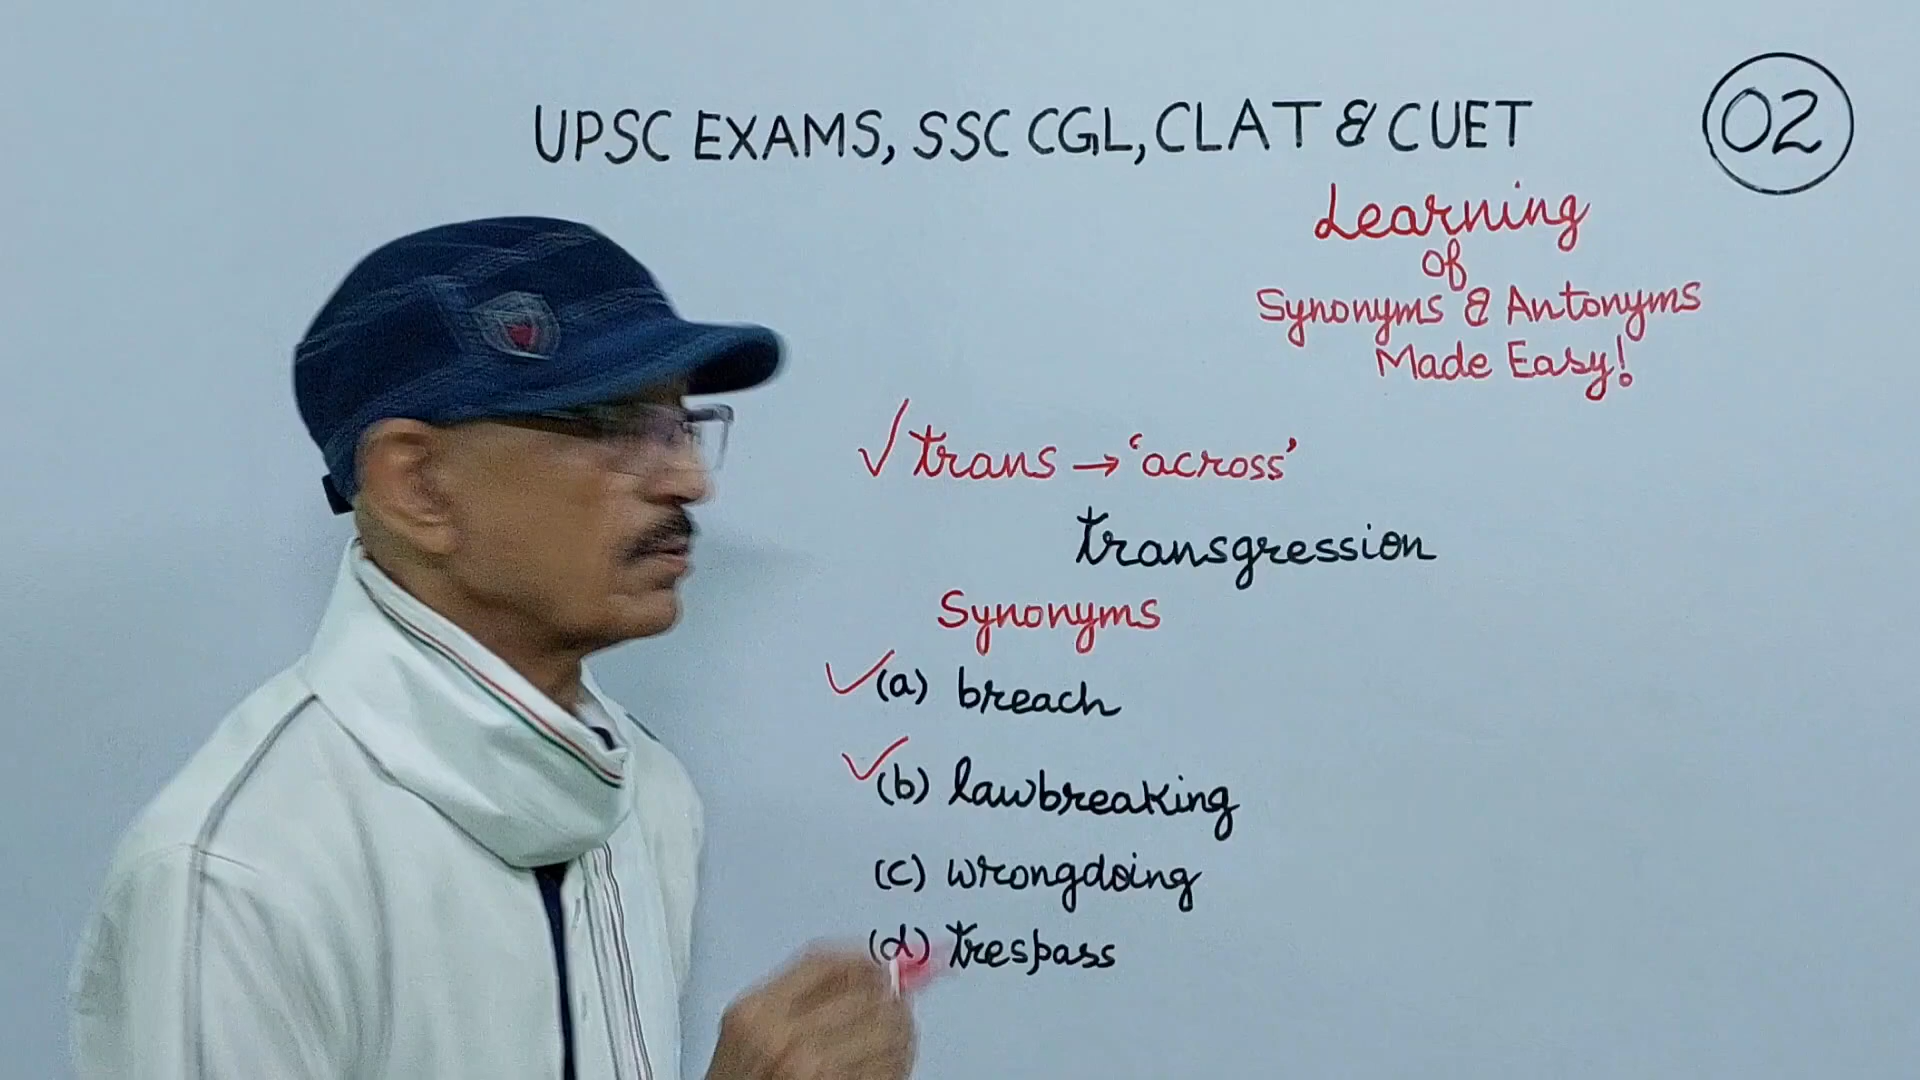 UPSC EXAMS, SSC CGL, CLAT & CUET
02
Learning
of
Synonyms & Antonyms
Made Easy!
✓ trans → 'across'
transgression
Synonyms
✓ (a) breach
✓ (b) lawbreaking
(c) wrongdoing
(d) trespass